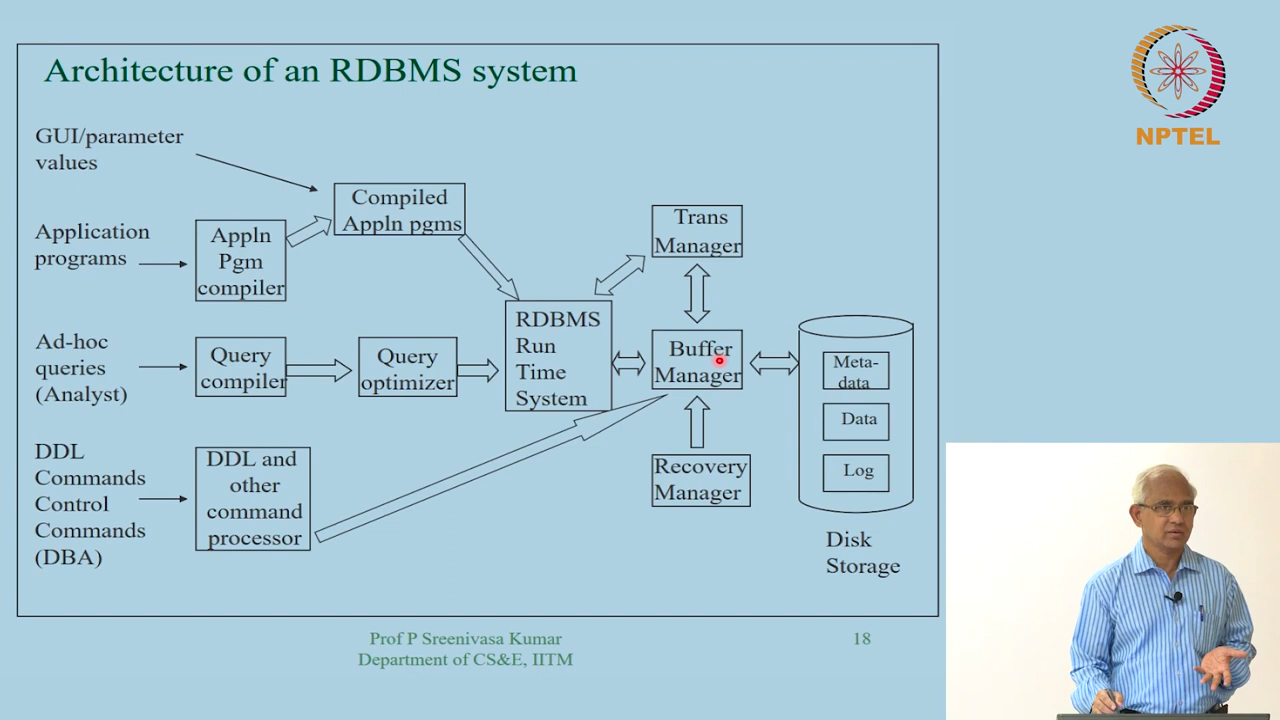 Architecture of an RDBMS system
NPTEL
GUI/parameter
values
Compiled
Appln pgms
Application
programs
Appln
Pgm
compiler
Trans
Manager
Ad-hoc
queries
(Analyst)
Query
compiler
Query
optimizer
RDBMS
Run
Time
System
Buffer
Manager
Meta-
data
Data
Log
DDL
Commands
Control
Commands
(DBA)
DDL and
other
command
processor
Recovery
Manager
Disk
Storage
Prof P Sreenivasa Kumar
Department of CS&E, IITM
18